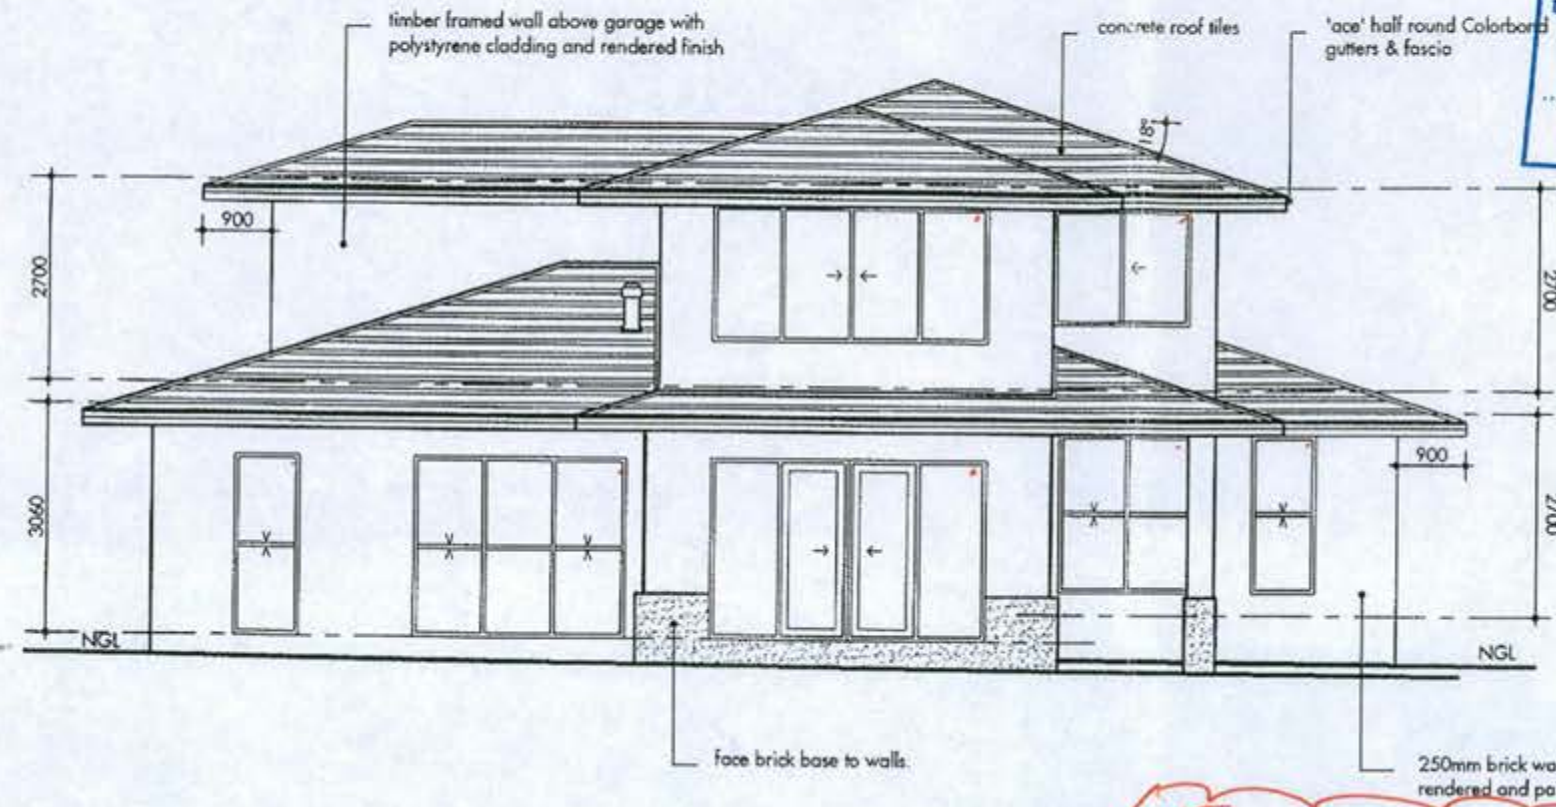 timber framed wall above garage with
polystyrene cladding and rendered finish
concrete roof tiles
'ace' half round Colorbond
gutters & fascia
18°
900
2700
2700
900
3060
2700
NGL
NGL
face brick base to walls
250mm brick wa
rendered and pa